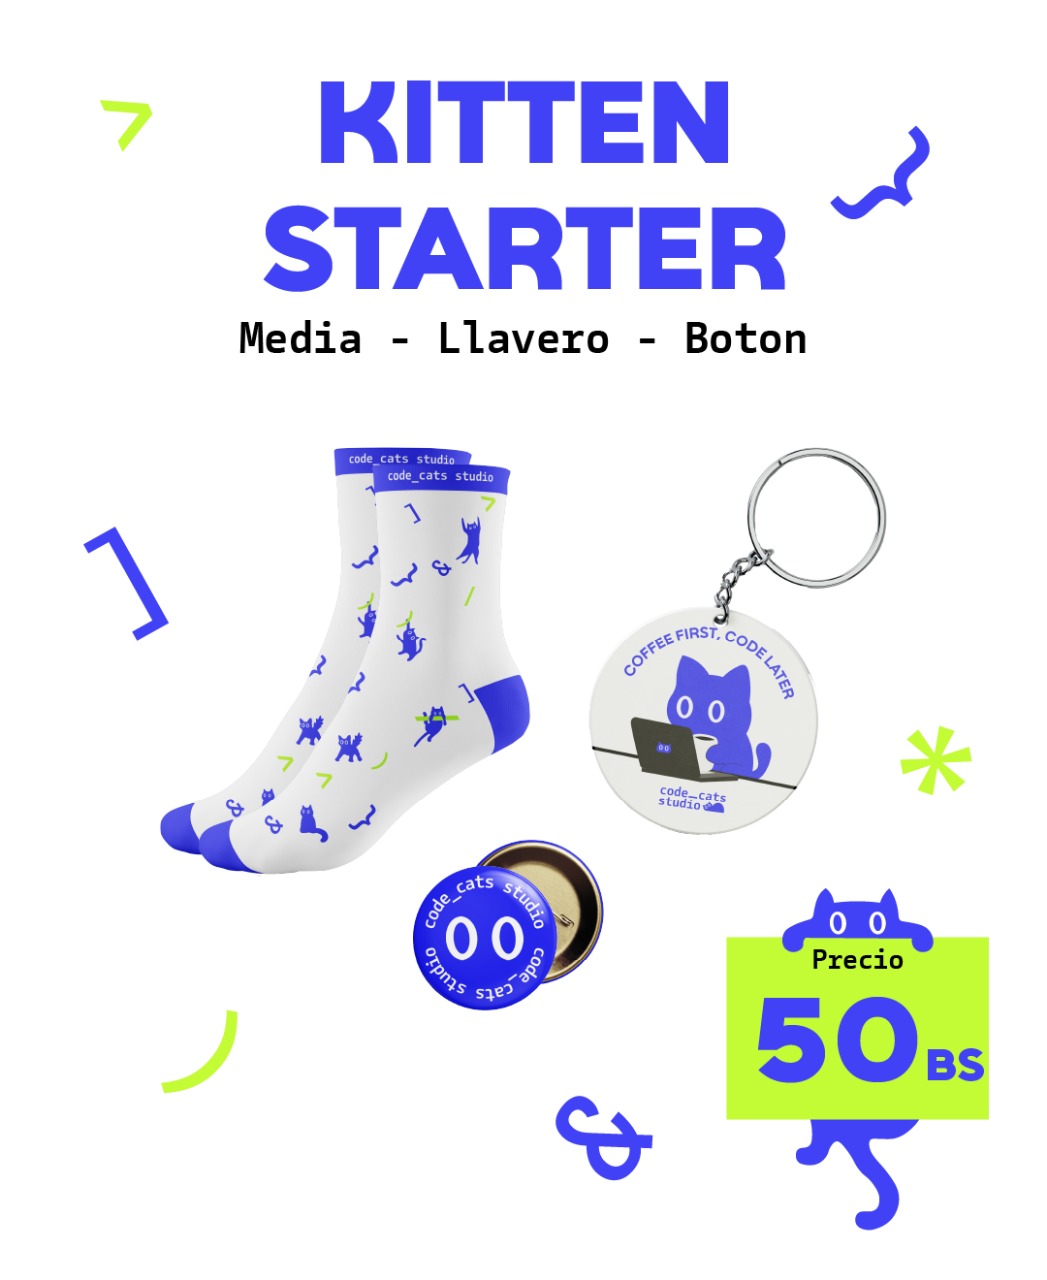 KITTEN
STARTER
Media - Llavero - Boton
code_cats studio
code_cats studio
COFFEE FIRST, CODE LATER
code_cats
studio
code_cats studio
code_cats studio
Precio
50 BS